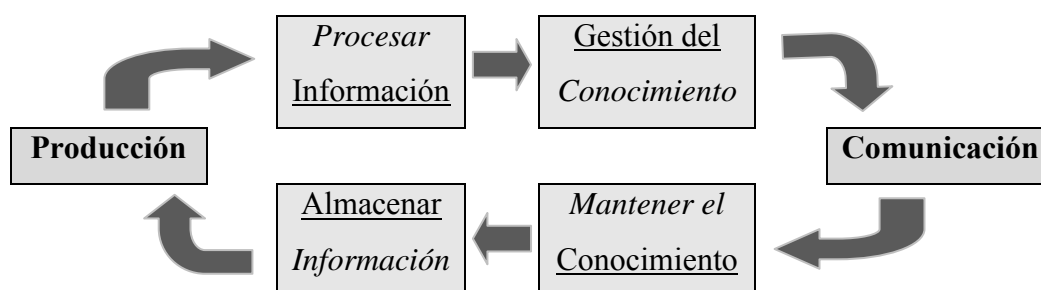 Procesar
Información
Gestión del
Conocimiento
Producción
Comunicación
Almacenar
Información
Mantener el
Conocimiento